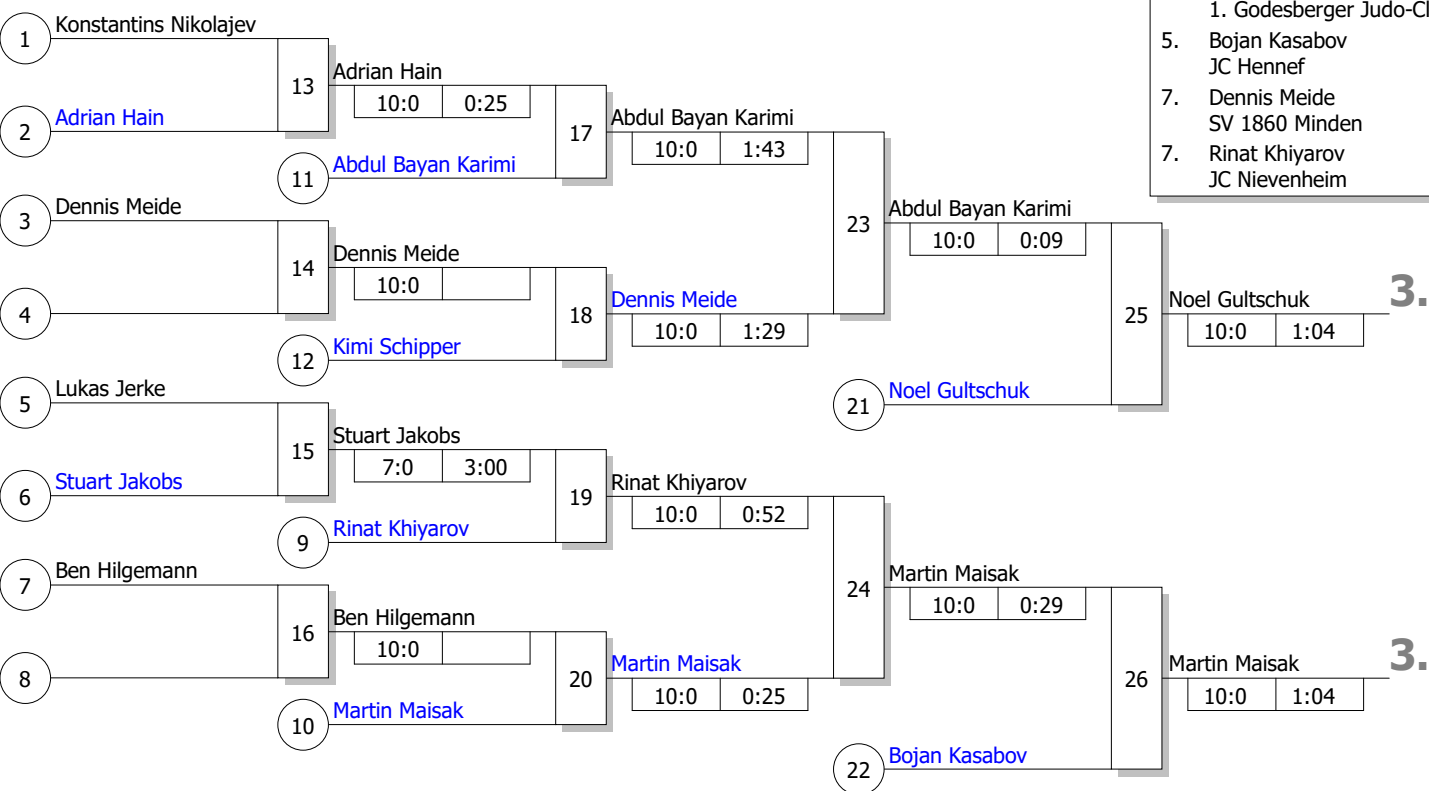 1. Godesberger Judo-Cl
5. Bojan Kasabov
JC Hennef
7. Dennis Meide
SV 1860 Minden
7. Rinat Khiyarov
JC Nievenheim
1 Konstantins Nikolajev
13 Adrian Hain
10:0 0:25
2 Adrian Hain
17 Abdul Bayan Karimi
10:0 1:43
11 Abdul Bayan Karimi
3 Dennis Meide
23 Abdul Bayan Karimi
10:0 0:09
14 Dennis Meide
10:0
4
18 Dennis Meide
10:0 1:29
12 Kimi Schipper
25 Noel Gultschuk 3.
10:0 1:04
5 Lukas Jerke
21 Noel Gultschuk
15 Stuart Jakobs
7:0 3:00
6 Stuart Jakobs
19 Rinat Khiyarov
10:0 0:52
9 Rinat Khiyarov
7 Ben Hilgemann
24 Martin Maisak
10:0 0:29
16 Ben Hilgemann
10:0
8
20 Martin Maisak
10:0 0:25
10 Martin Maisak
26 Martin Maisak 3.
10:0 1:04
22 Bojan Kasabov